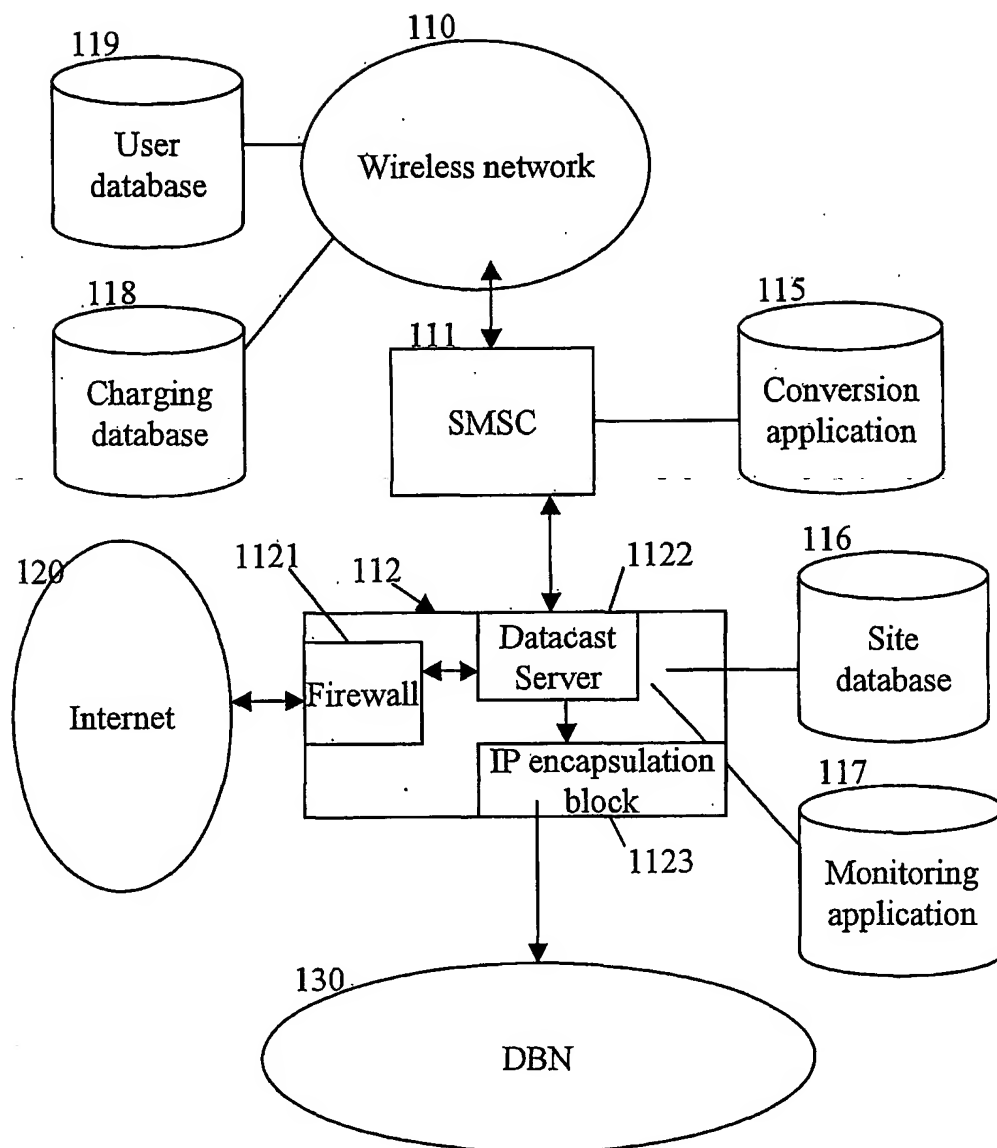 119
110
User
database
Wireless network
118
115
111
Charging
database
SMSC
Conversion
application
120
1121
112
1122
116
Datacast
Server
Site
database
Internet
Firewall
IP encapsulation
block
117
1123
Monitoring
application
130
DBN